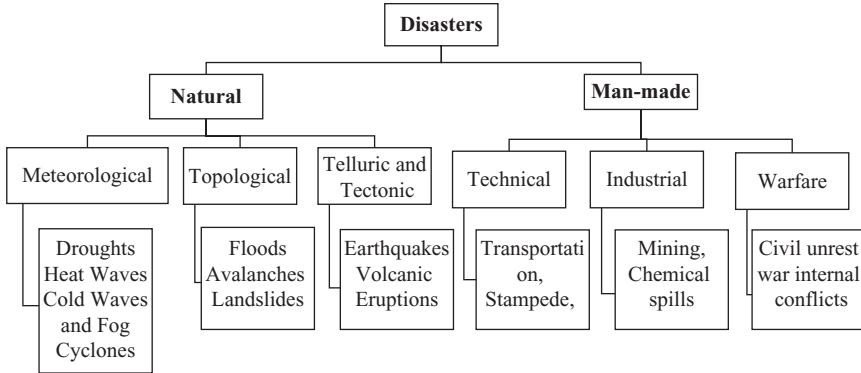 Disasters
Natural
Man-made
Meteorological
Topological
Telluric and
Tectonic
Technical
Industrial
Warfare
Droughts
Heat Waves
Cold Waves
and Fog
Cyclones
Floods
Avalanches
Landslides
Earthquakes
Volcanic
Eruptions
Transportati
on,
Stampede,
Mining,
Chemical
spills
Civil unrest
war internal
conflicts